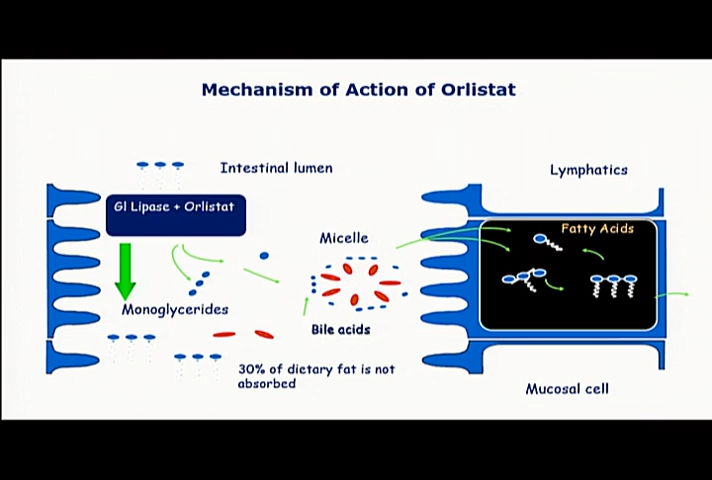 Mechanism of Action of Orlistat
Intestinal lumen
Lymphatics
GI Lipase + Orlistat
Fatty Acids
Micelle
Monoglycerides
Bile acids
30% of dietary fat is not
absorbed
Mucosal cell